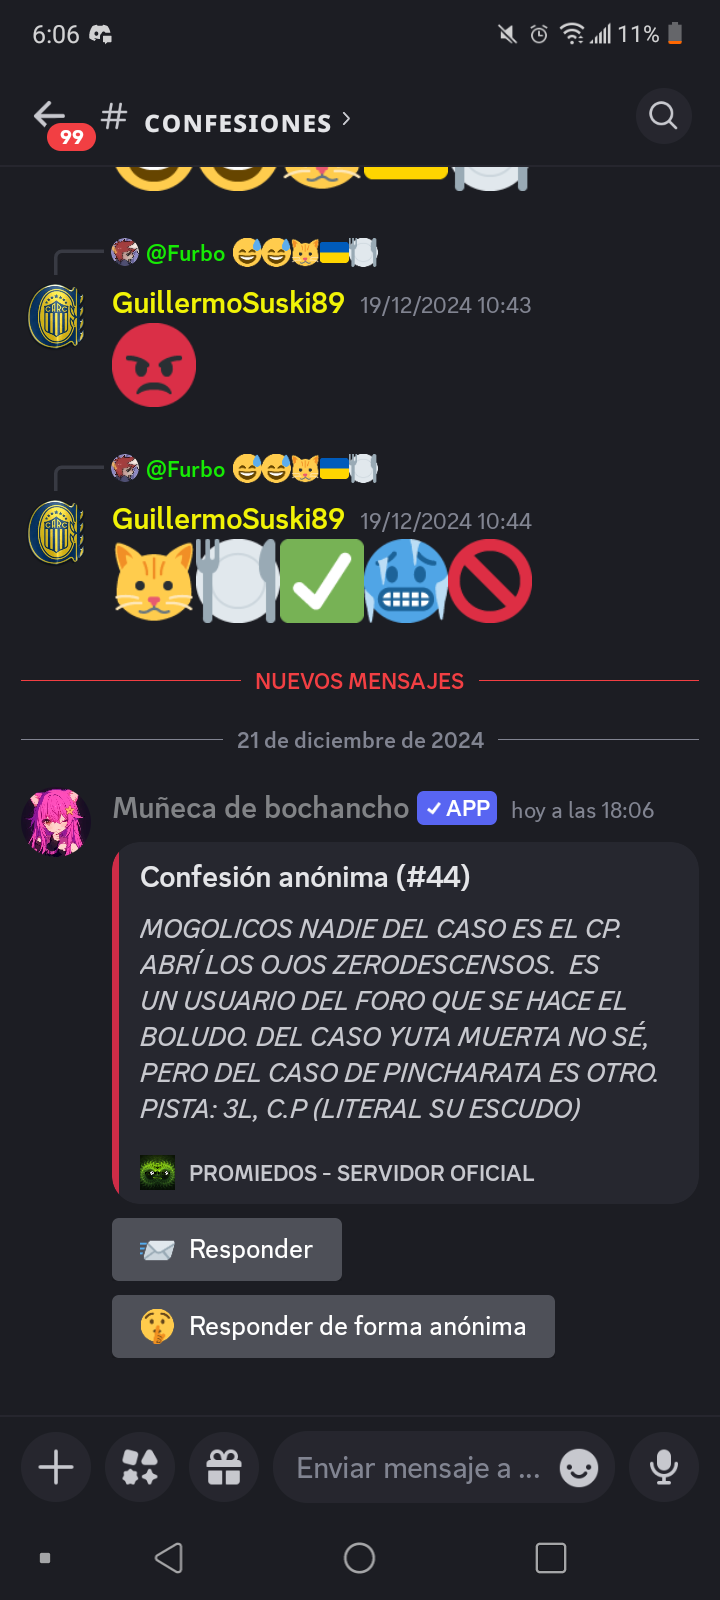 6:06
11%
99
# CONFESIONES
@Furbo
GuillermoSuski89 19/12/2024 10:43
@Furbo
GuillermoSuski89 19/12/2024 10:44
NUEVOS MENSAJES
21 de diciembre de 2024
Muñeca de bochancho APP hoy a las 18:06
Confesión anónima (#44)
MOGOLICOS NADIE DEL CASO ES EL CP.
ABRÍ LOS OJOS ZERODESCENSOS. ES
UN USUARIO DEL FORO QUE SE HACE EL
BOLUDO. DEL CASO YUTA MUERTA NO SÉ,
PERO DEL CASO DE PINCHARATA ES OTRO.
PISTA: 3L, C.P (LITERAL SU ESCUDO)
PROMIEDOS - SERVIDOR OFICIAL
Responder
Responder de forma anónima
Enviar mensaje a ...